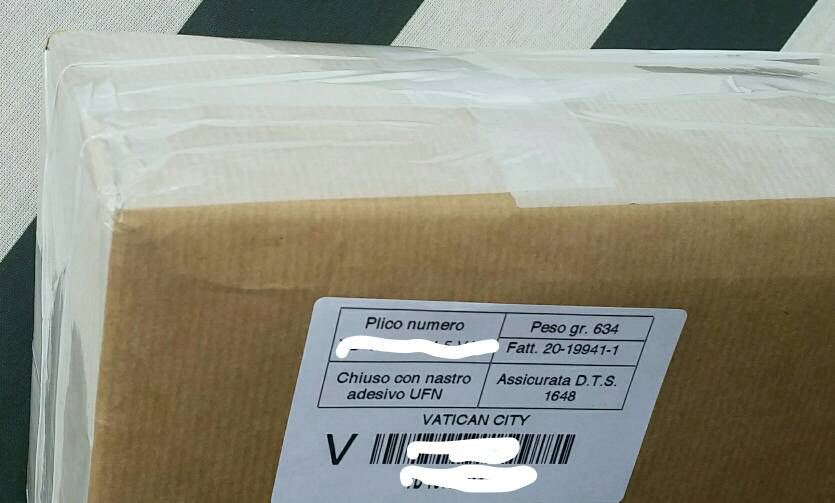 Plico numero
Peso gr. 634
Fatt. 20-19941-1
Chiuso con nastro
adesivo UFN
Assicurata D.T.S.
1648
VATICAN CITY
V